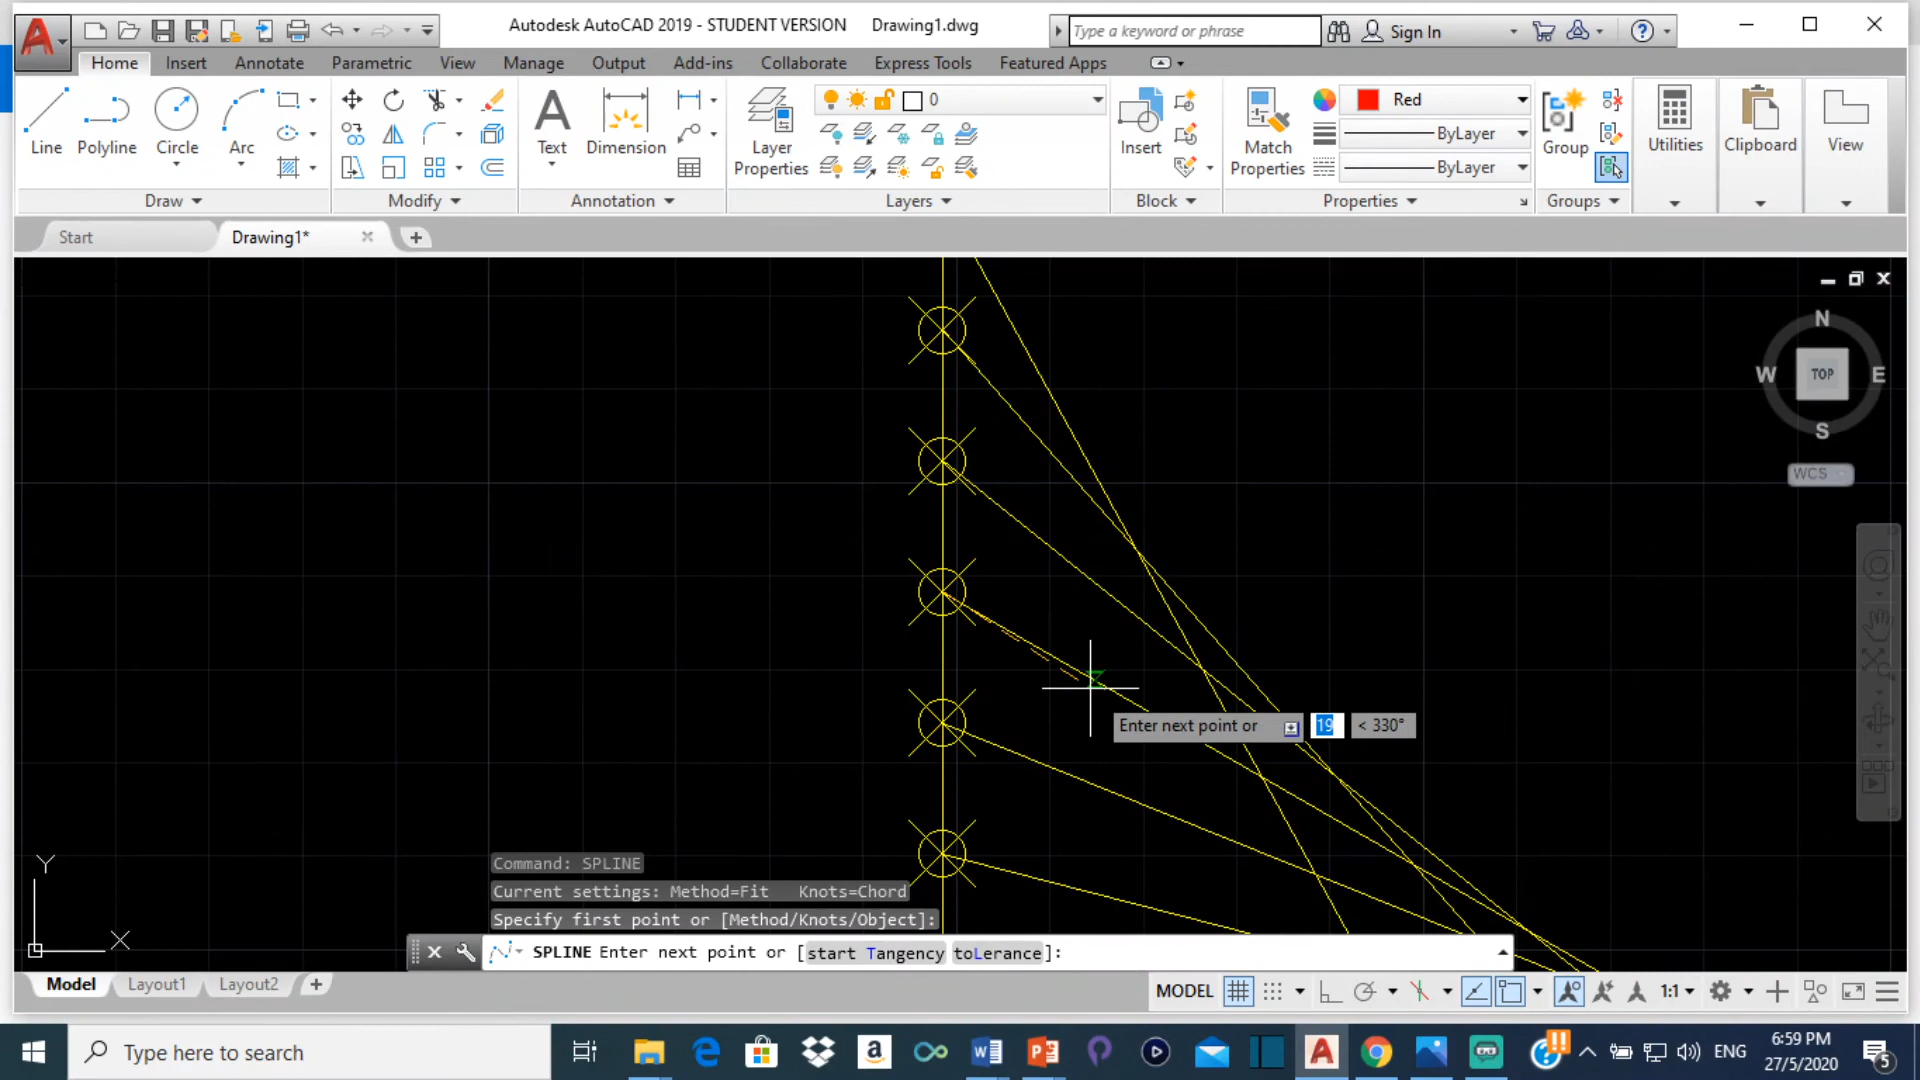 Autodesk AutoCAD 2019 - STUDENT VERSION Drawing1.dwg
Type a keyword or phrase
Sign In
Home Insert Annotate Parametric View Manage Output Add-ins Collaborate Express Tools Featured Apps
0
Red
Line Polyline Circle Arc
Text Dimension
Layer Properties
Insert
Match Properties
ByLayer
ByLayer
Group
Utilities
Clipboard
View
Draw Modify Annotation Layers Block Properties Groups
Start Drawing1*
N
W TOP E
S
WCS
Enter next point or 19 < 330°
Command: SPLINE
Current settings: Method=Fit Knots=Chord
Specify first point or [Method/Knots/Object]:
SPLINE Enter next point or [start Tangency toLerance]:
Y
X
Model Layout1 Layout2
MODEL 1:1
Type here to search
ENG
6:59 PM
27/5/2020
5